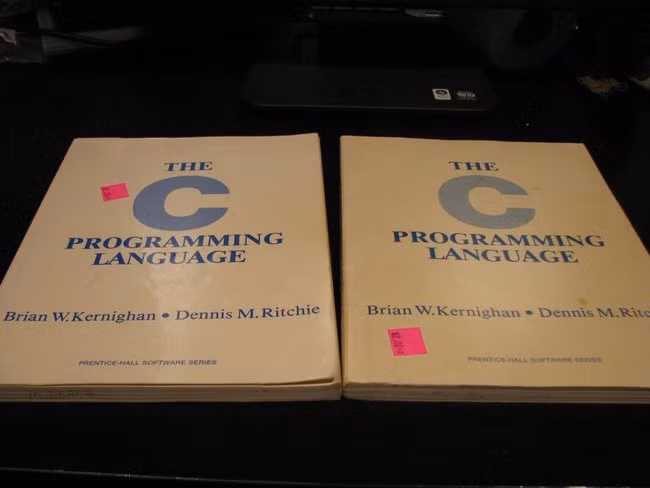 THE
C
PROGRAMMING
LANGUAGE
Brian W. Kernighan • Dennis M. Ritchie
PRENTICE-HALL SOFTWARE SERIES
THE
C
PROGRAMMING
LANGUAGE
Brian W. Kernighan • Dennis M. Ritc
PRENTICE-HALL SOFTWARE SERIES